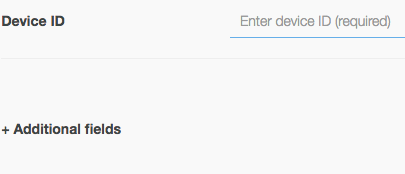 Device ID
Enter device ID (required)
+ Additional fields